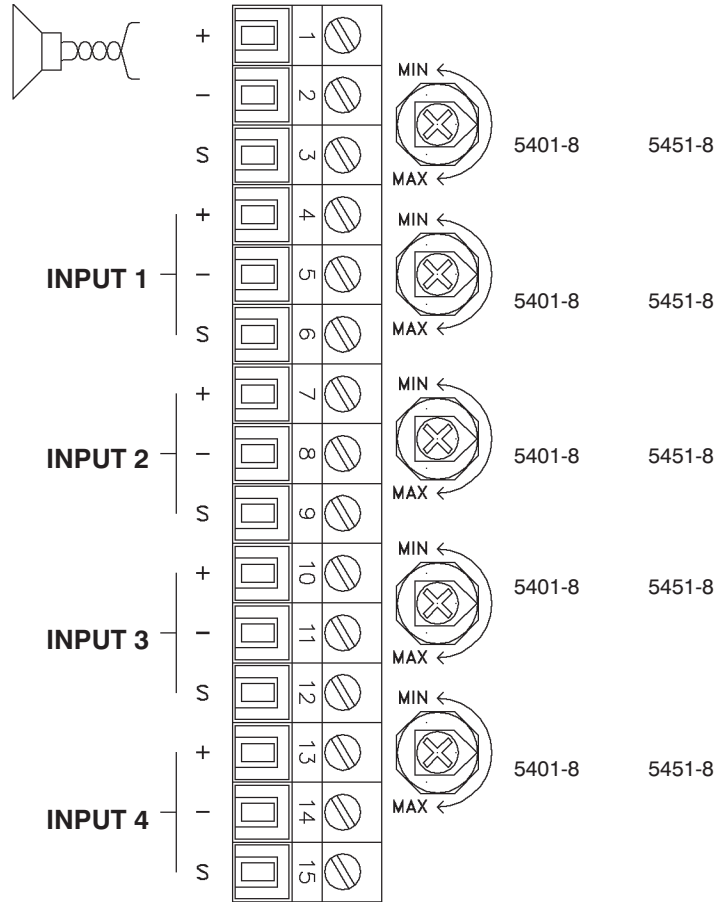 + 1
MIN
− 2
5401-8 5451-8
S 3
MAX
+ 4
MIN
INPUT 1 − 5
5401-8 5451-8
MAX
S 6
MIN
+ 7
INPUT 2 − 8
5401-8 5451-8
MAX
S 9
MIN
+ 10
5401-8 5451-8
INPUT 3 − 11
MAX
S 12
MIN
+ 13
5401-8 5451-8
MAX
INPUT 4 − 14
S 15